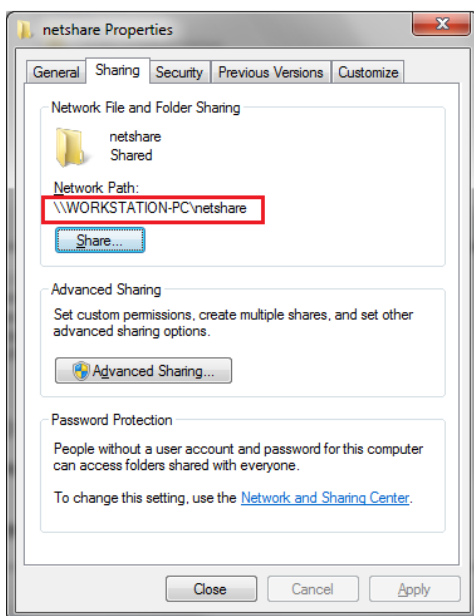 netshare Properties
General Sharing Security Previous Versions Customize
Network File and Folder Sharing
netshare
Shared
Network Path:
\\WORKSTATION-PC\netshare
Share...
Advanced Sharing
Set custom permissions, create multiple shares, and set other
advanced sharing options.
Advanced Sharing...
Password Protection
People without a user account and password for this computer
can access folders shared with everyone.
To change this setting, use the Network and Sharing Center.
Close Cancel Apply